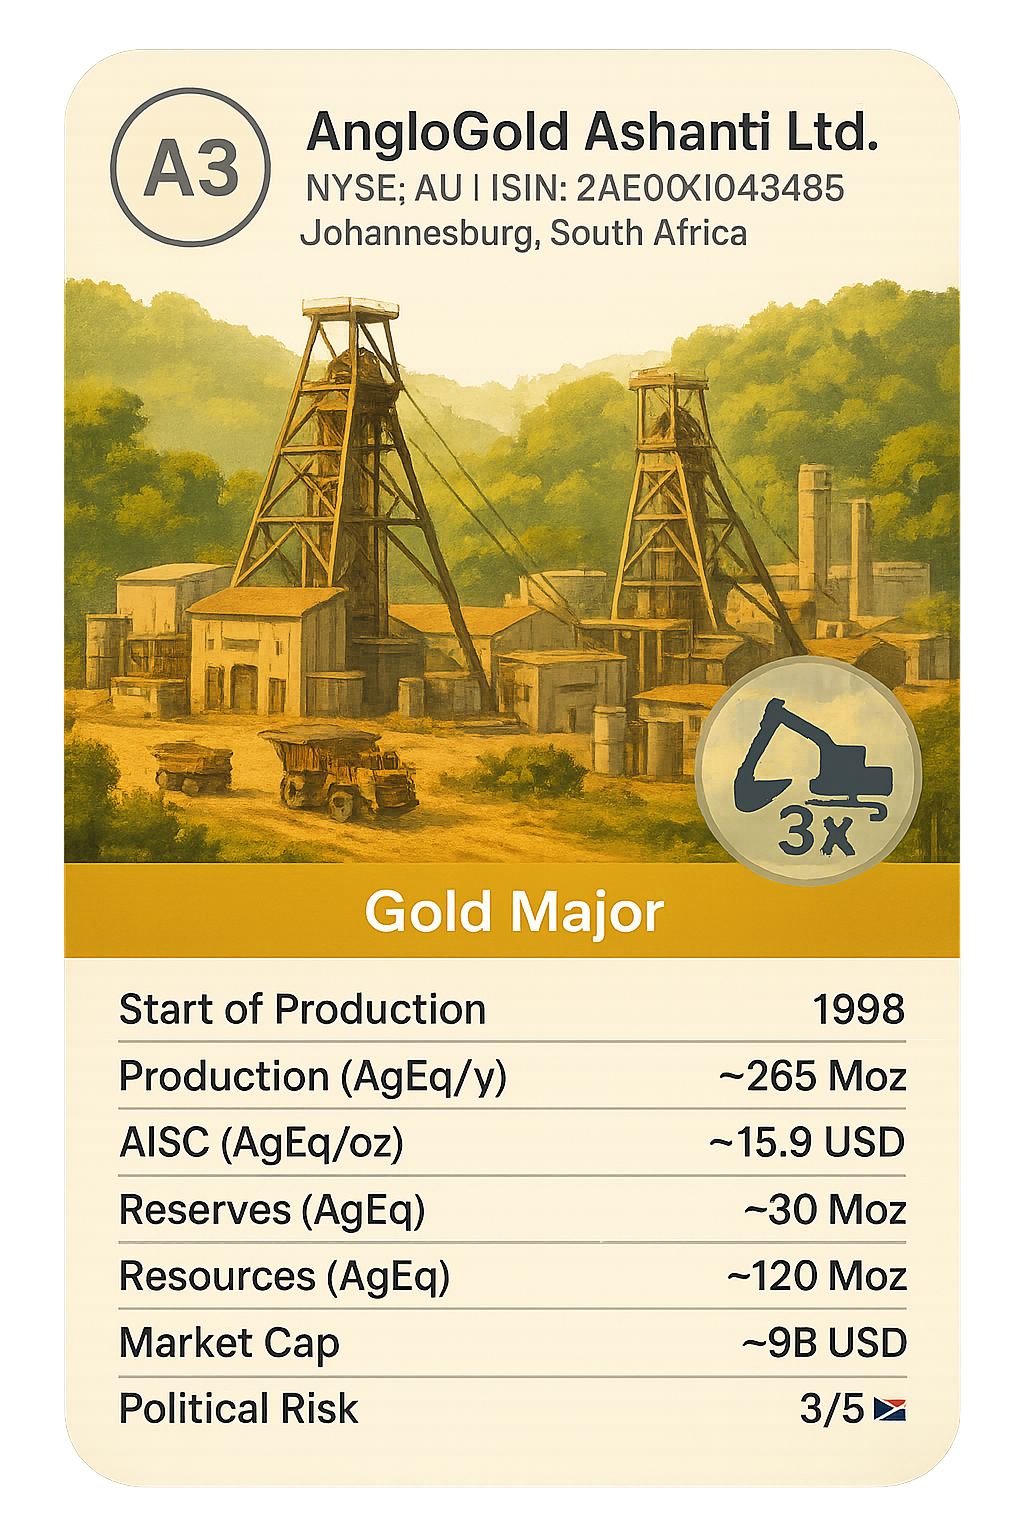 A3
AngloGold Ashanti Ltd.
NYSE; AU | ISIN: 2AE00XI043485
Johannesburg, South Africa
3x
Gold Major
Start of Production 1998
Production (AgEq/y) ~265 Moz
AISC (AgEq/oz) ~15.9 USD
Reserves (AgEq) ~30 Moz
Resources (AgEq) ~120 Moz
Market Cap ~9B USD
Political Risk 3/5